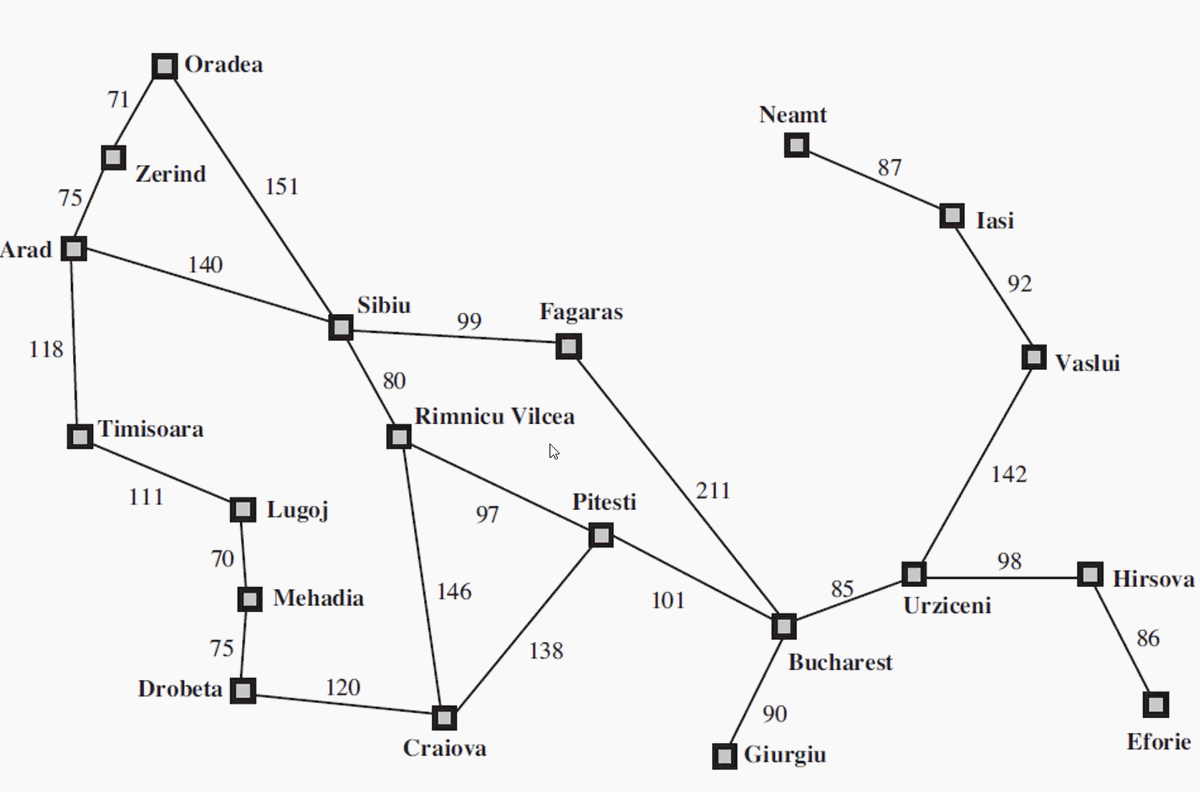 Oradea
71
Neamt
87
Zerind
151
75
Iasi
Arad
140
92
Sibiu
99
Fagaras
118
Vaslui
80
Timisoara
Rimnicu Vilcea
111
Lugoj
97
Pitesti
211
142
70
98
Hirsova
Mehadia
146
101
85
Urziceni
75
138
86
Drobeta
120
Bucharest
90
Craiova
Giurgiu
Eforie